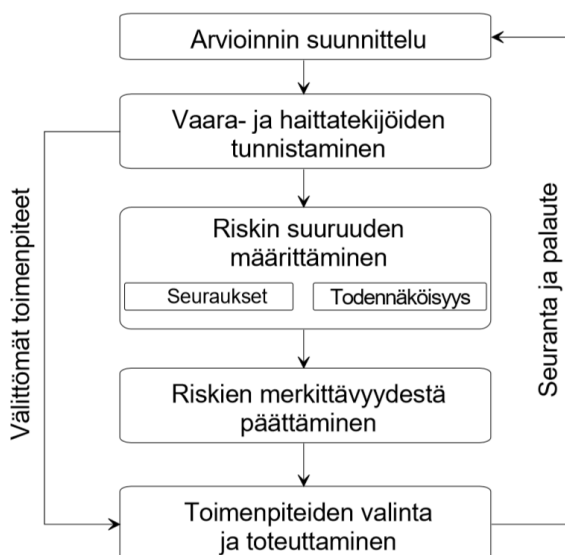 Arvioinnin suunnittelu
Vaara- ja haittatekijöiden
tunnistaminen
Riskin suuruuden
määrittäminen
Seuraukset
Todennäköisyys
Riskien merkittävyydestä
päättäminen
Toimenpiteiden valinta
ja toteuttaminen
Välittömät toimenpiteet
Seuranta ja palaute